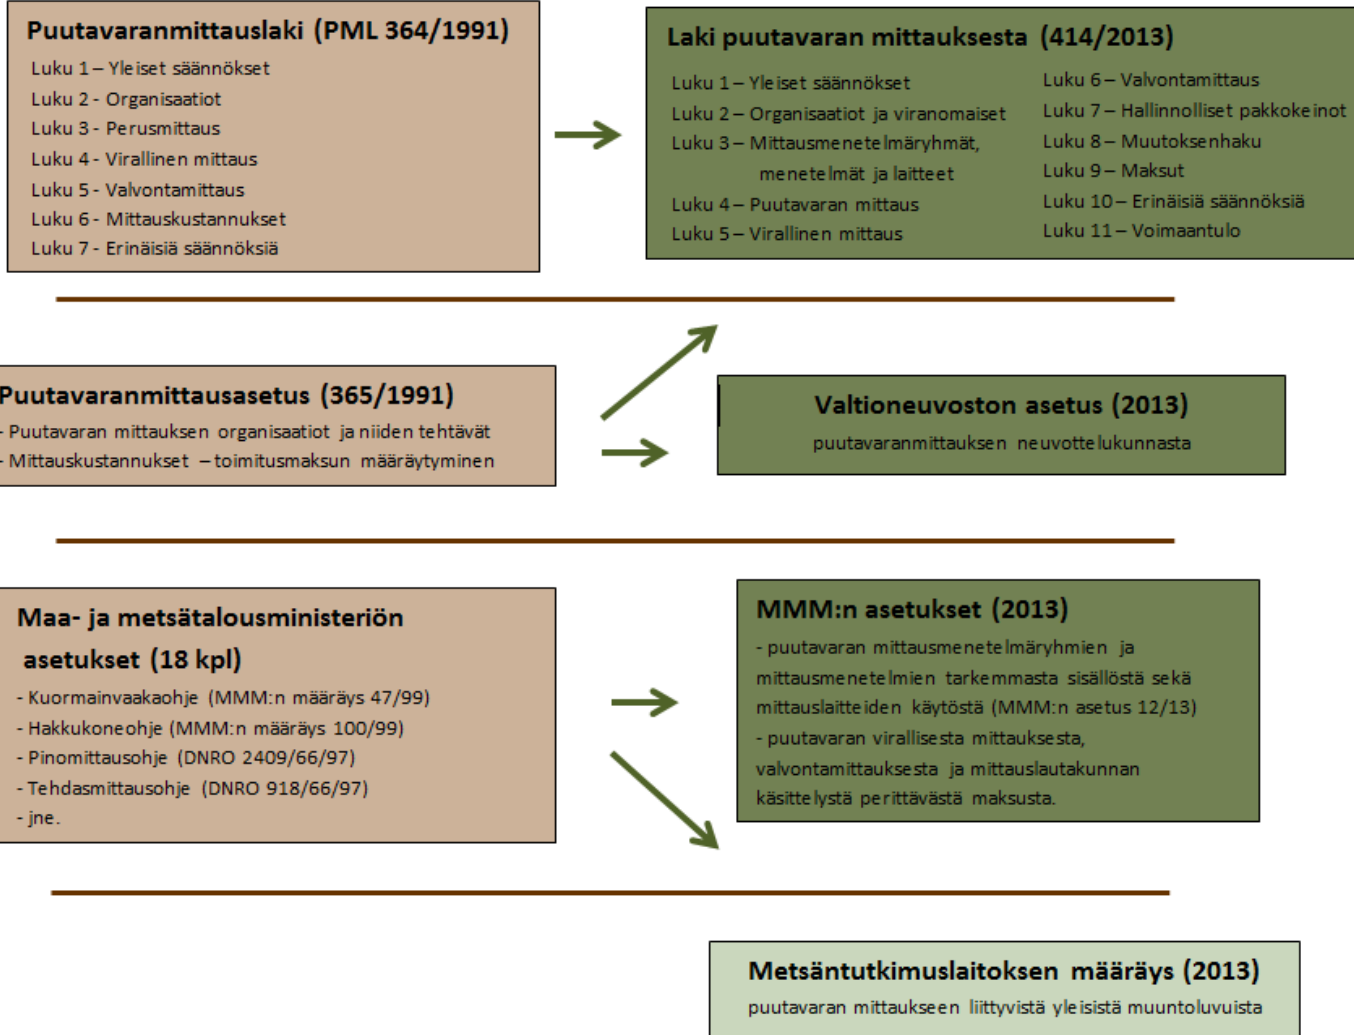 Puutavaranmittauslaki (PML 364/1991)
Luku 1 – Yleiset säännökset
Luku 2 - Organisaatiot
Luku 3 - Perusmittaus
Luku 4 - Virallinen mittaus
Luku 5 - Valvontamittaus
Luku 6 - Mittauskustannukset
Luku 7 - Erinäisiä säännöksiä
Laki puutavaran mittauksesta (414/2013)
Luku 1 – Yleiset säännökset
Luku 2 – Organisaatiot ja viranomaiset
Luku 3 – Mittausmenetelmäryhmät,
menetelmät ja laitteet
Luku 4 – Puutavaran mittaus
Luku 5 – Virallinen mittaus
Luku 6 – Valvontamittaus
Luku 7 – Hallinnolliset pakkokeinot
Luku 8 – Muutoksenhaku
Luku 9 – Maksut
Luku 10 – Erinäisiä säännöksiä
Luku 11 – Voimaantulo
Puutavaranmittausasetus (365/1991)
- Puutavaran mittauksen organisaatiot ja niiden tehtävät
- Mittauskustannukset – toimitusmaksun määräytyminen
Valtioneuvoston asetus (2013)
puutavaranmittauksen neuvottelukunnasta
Maa- ja metsätalousministeriön
asetukset (18 kpl)
- Kuormainvaakaohje (MMM:n määräys 47/99)
- Hakkukoneohje (MMM:n määräys 100/99)
- Pinomittausohje (DNRO 2409/66/97)
- Tehdasmittausohje (DNRO 918/66/97)
- jne.
MMM:n asetukset (2013)
- puutavaran mittausmenetelmäryhmien ja
mittausmenetelmien tarkemmasta sisällöstä sekä
mittauslaitteiden käytöstä (MMM:n asetus 12/13)
- puutavaran virallisesta mittauksesta,
valvontamittauksesta ja mittauslautakunnan
käsittelystä perittävästä maksusta.
Metsäntutkimuslaitoksen määräys (2013)
puutavaran mittaukseen liittyvistä yleisistä muuntoluvuista